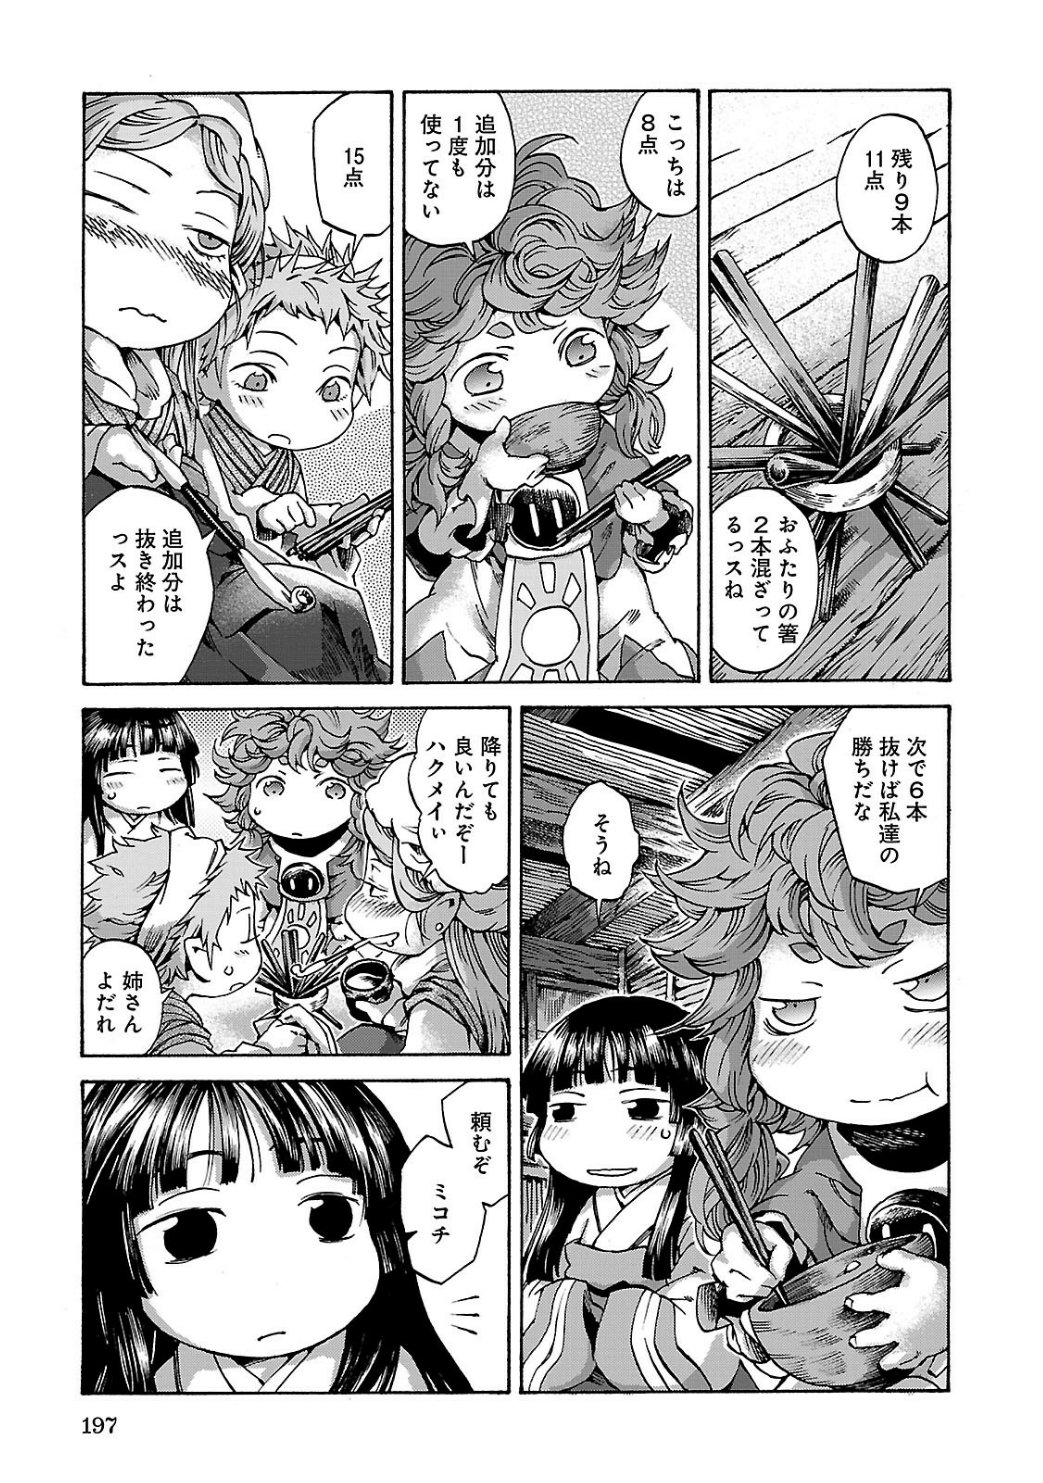 残り9本
11点
おふたりの箸
2本混ざって
るっスね
こっちは
8点
追加分は
1度も
使ってない
15
点
追加分は
抜き終わった
っスよ
次で6本
抜けば私達の
勝ちだな
そうね
降りても
良いんだぞー
ハクメイぃ
姉さん
よだれ
頼むぞ
ミコチ
197